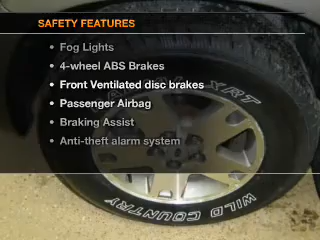 SAFETY FEATURES
• Fog Lights
• 4-wheel ABS Brakes
• Front Ventilated disc brakes
• Passenger Airbag
• Braking Assist
• Anti-theft alarm system
XRT
WILD COUNTRY